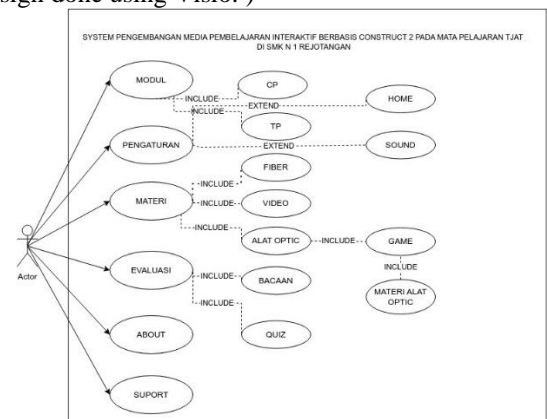 sign done using Visio. )
SYSTEM PENGEMBANGAN MEDIA PEMBELAJARAN INTERAKTIF BERBASIS CONSTRUCT 2 PADA MATA PELAJARAN TJAT
DI SMK N 1 REJOTANGAN
MODUL
CP
INCLUDE
HOME
EXTEND
INCLUDE
TP
PENGATURAN
EXTEND
SOUND
FIBER
INCLUDE
MATERI
INCLUDE
VIDEO
INCLUDE
ALAT OPTIC
INCLUDE
GAME
Actor
EVALUASI
INCLUDE
BACAAN
INCLUDE
MATERI ALAT
OPTIC
INCLUDE
ABOUT
QUIZ
SUPORT